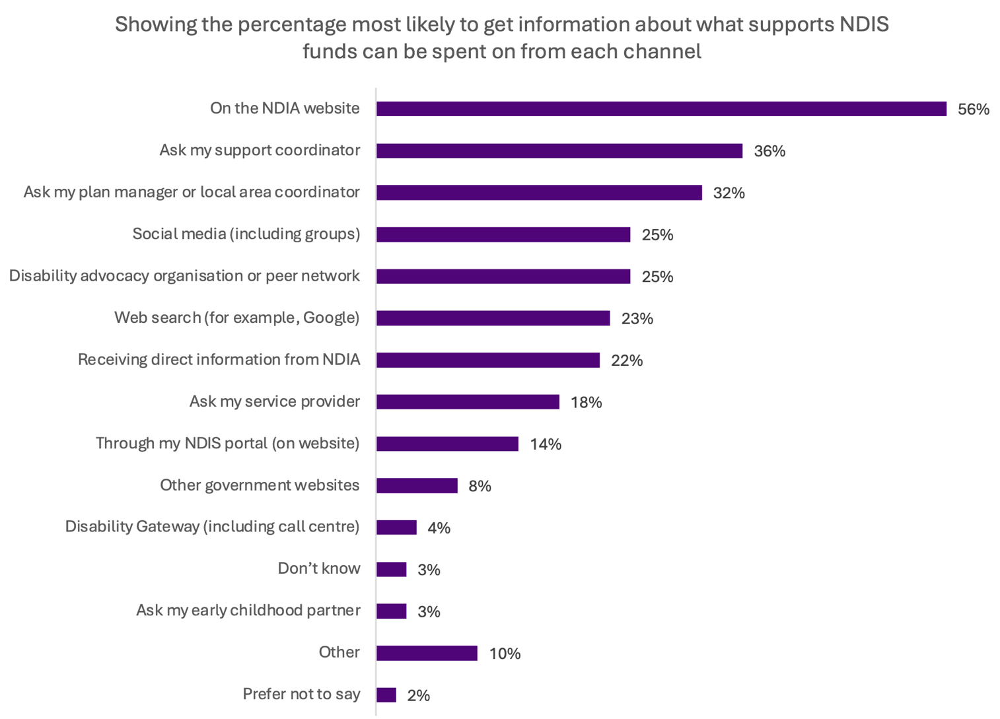 Showing the percentage most likely to get information about what supports NDIS
funds can be spent on from each channel
On the NDIA website 56%
Ask my support coordinator 36%
Ask my plan manager or local area coordinator 32%
Social media (including groups) 25%
Disability advocacy organisation or peer network 25%
Web search (for example, Google) 23%
Receiving direct information from NDIA 22%
Ask my service provider 18%
Through my NDIS portal (on website) 14%
Other government websites 8%
Disability Gateway (including call centre) 4%
Don’t know 3%
Ask my early childhood partner 3%
Other 10%
Prefer not to say 2%